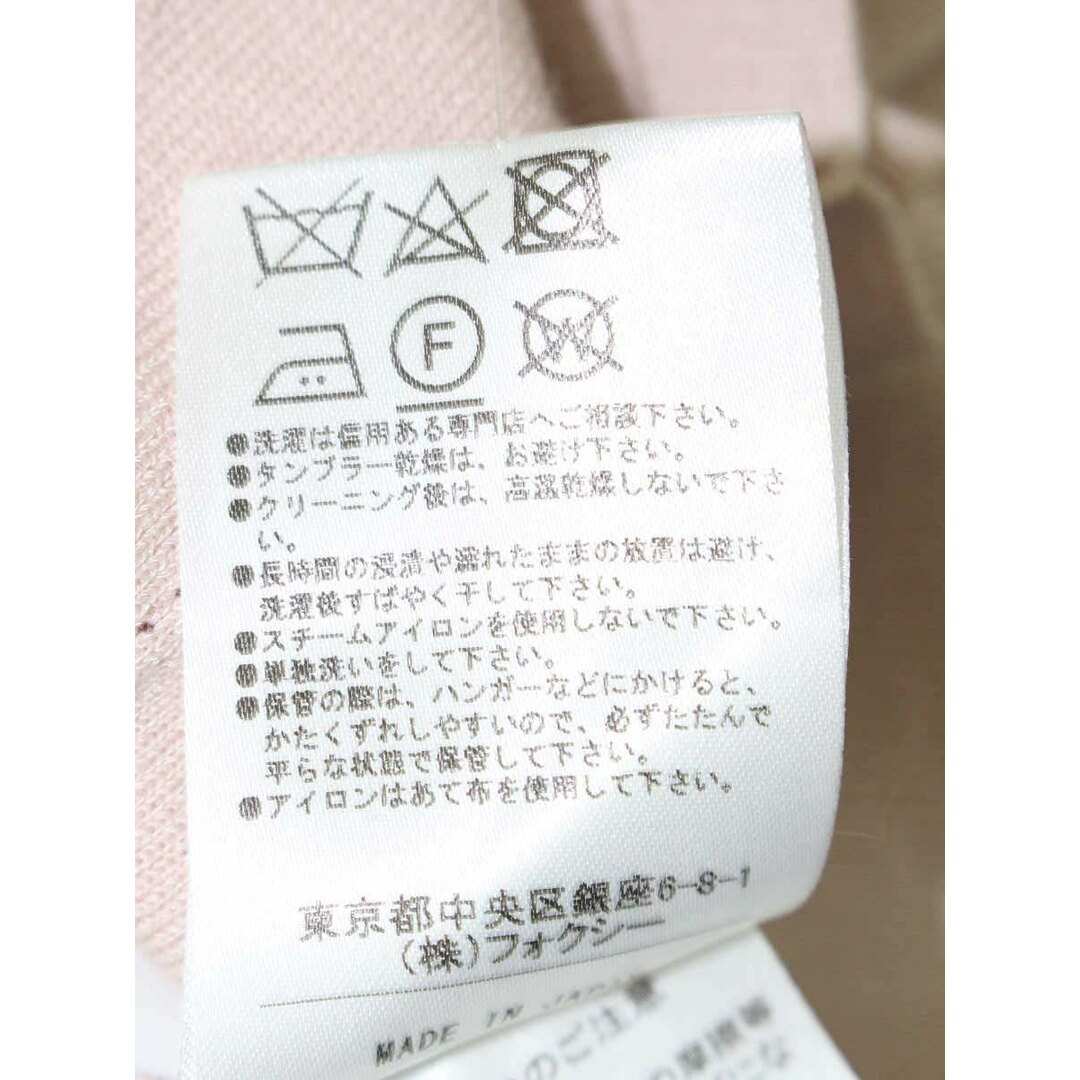 F
W
●洗濯は信用ある専門店へご相談下さい。
●タンブラー乾燥は、お避け下さい。
●クリーニング後は、高温乾燥しないで下さ
い。
●長時間の浸漬や濡れたままの放置は避け、
洗濯後すばやく干して下さい。
●スチームアイロンを使用しないで下さい。
●単独洗いをして下さい。
●保管の際は、ハンガーなどにかけると、
かたくずれしやすいので、必ずたたんで
平らな状態で保管して下さい。
●アイロンはあて布を使用して下さい。
東京都中央区銀座6-8-1
(株)フォクシー
MADE IN
のご注意